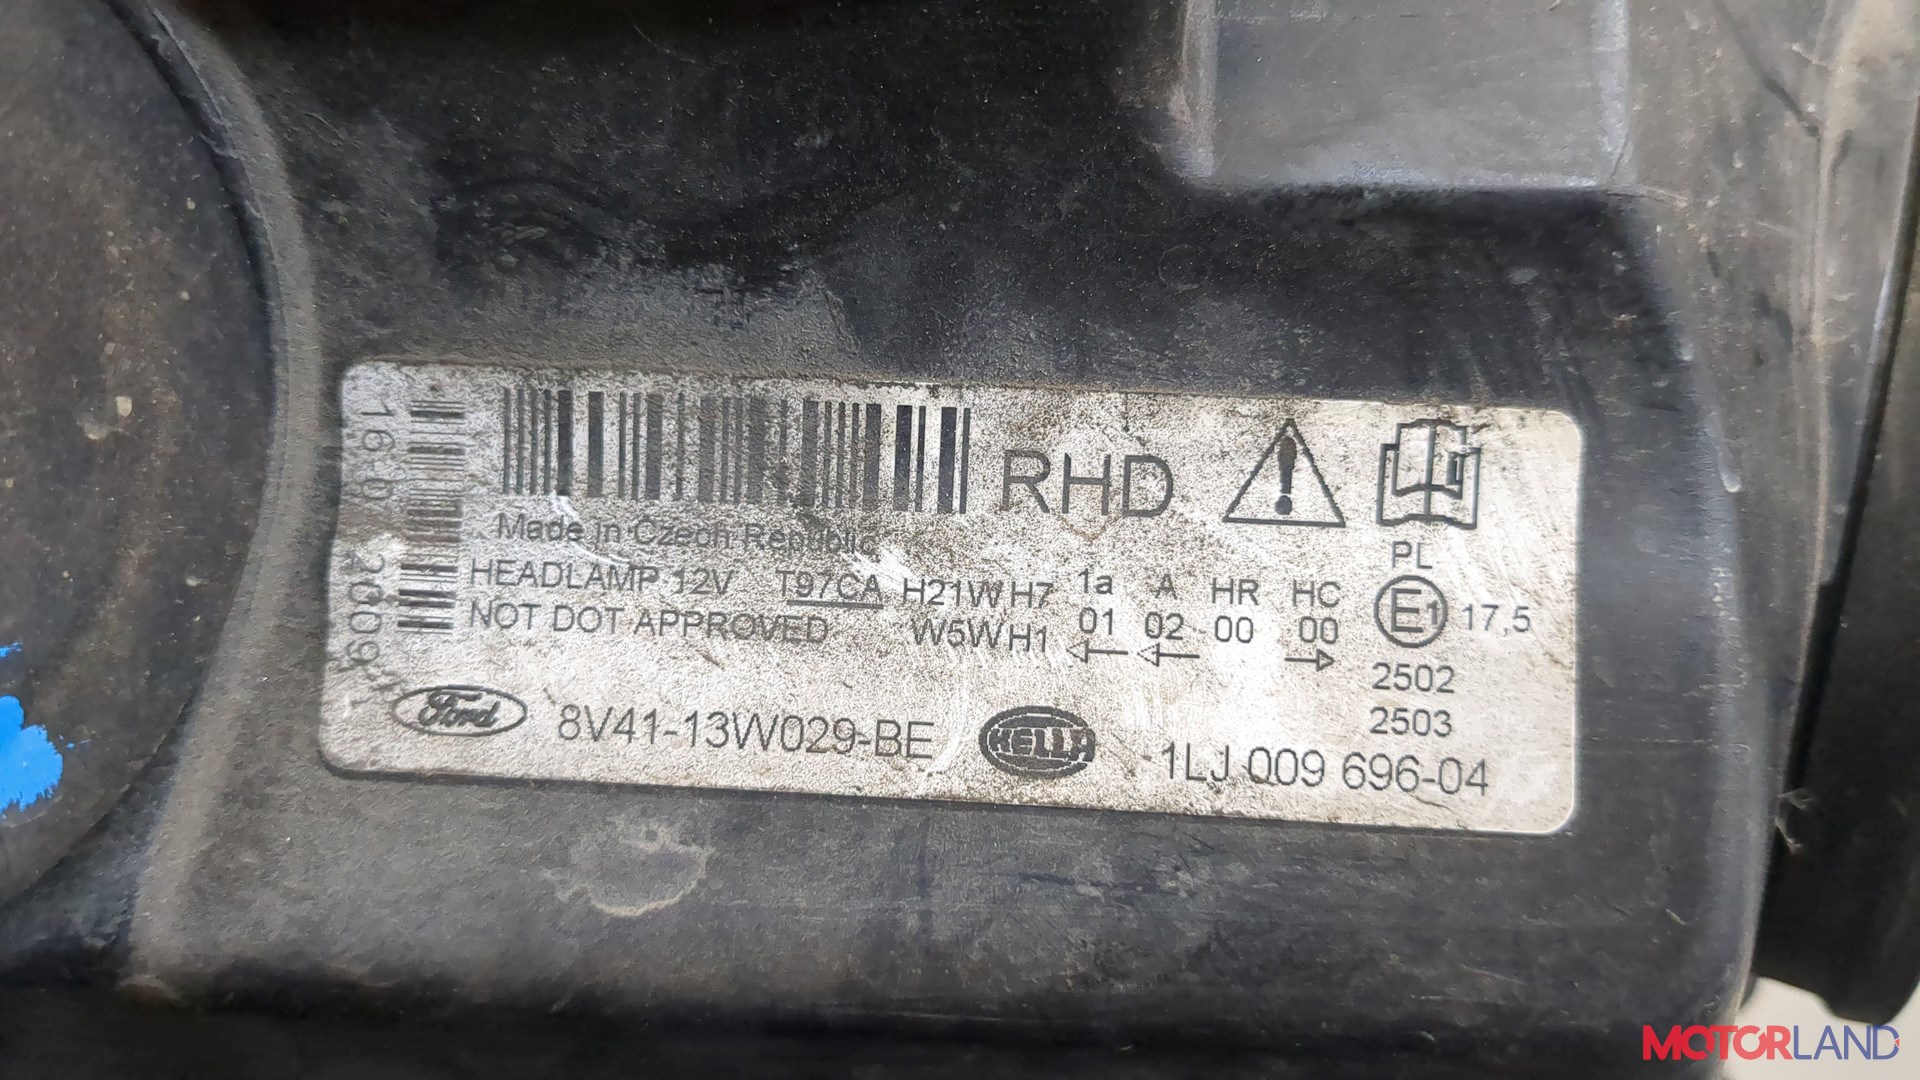 RHD
Made in Czech Republic
HEADLAMP 12V T97CA H21W H7 1a A HR HC PL
NOT DOT APPROVED W5W H1 01 02 00 00 E1 17,5
2502
2503
Ford 8V41-13W029-BE HELLA 1LJ 009 696-04
2009
MOTORLAND